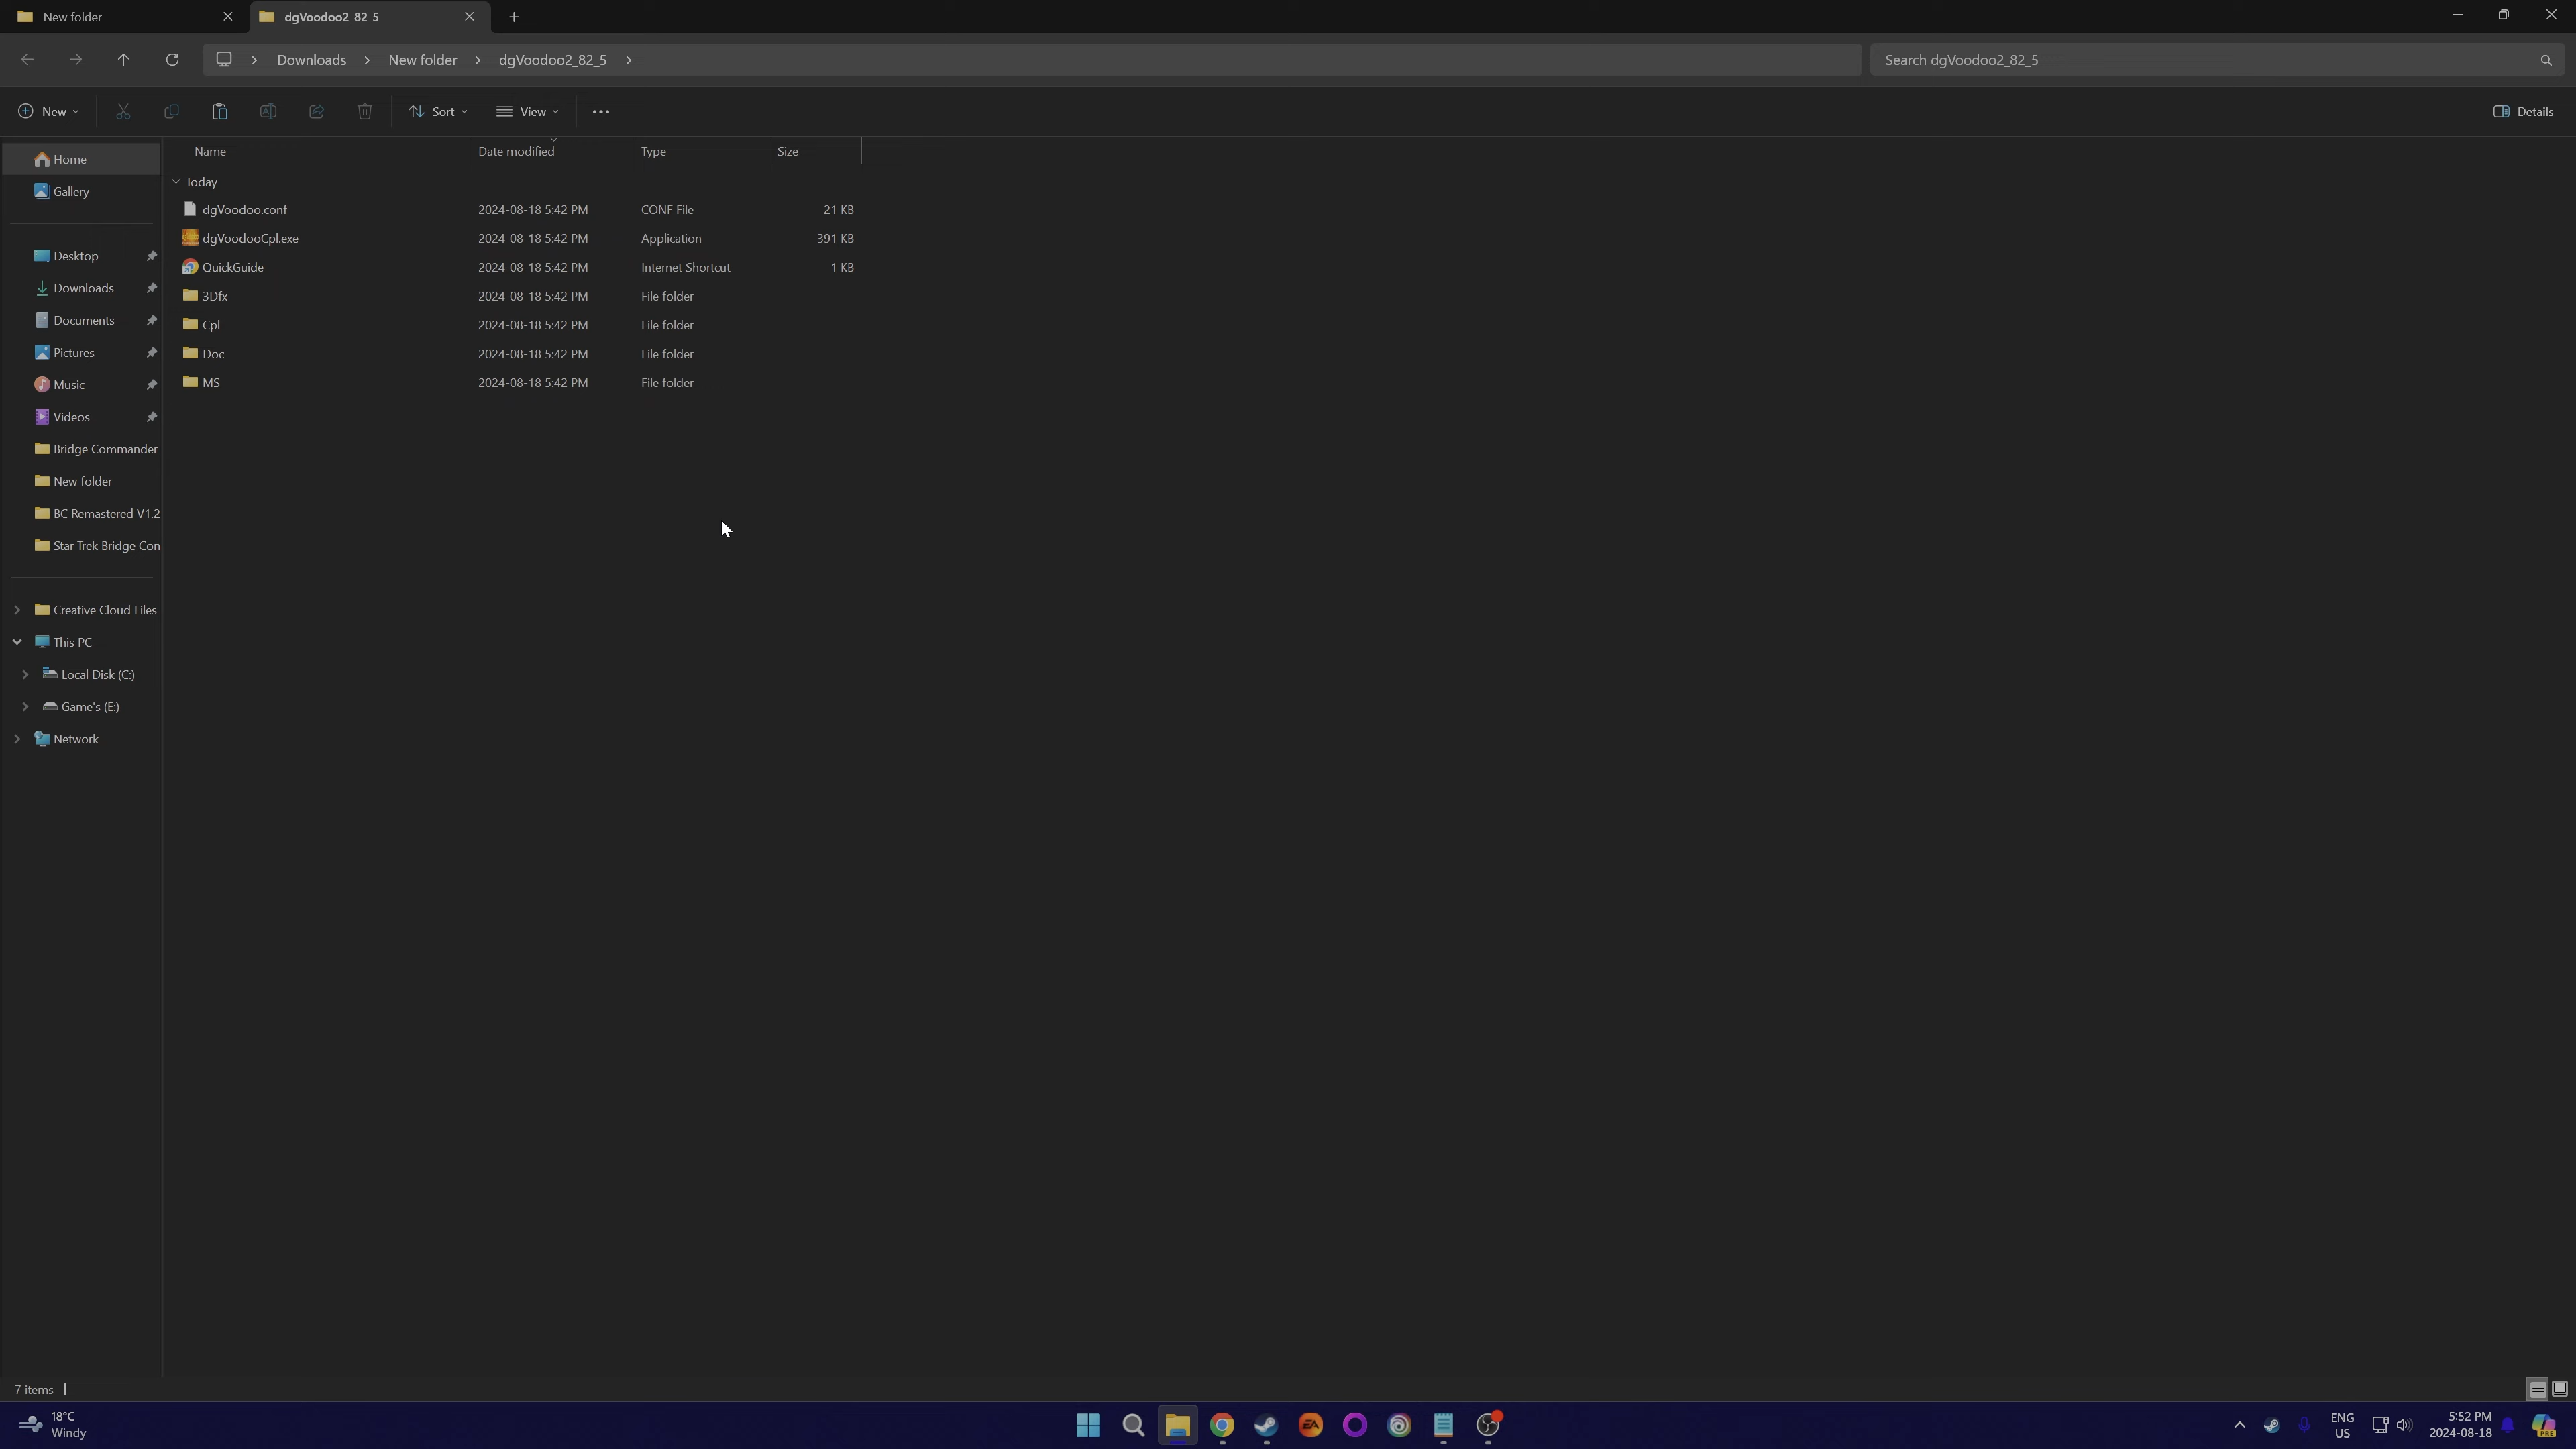 New folder
dgVoodoo2_82_5
Downloads
New folder
dgVoodoo2_82_5
Search dgVoodoo2_82_5
New
Sort
View
Details
Name
Date modified
Type
Size
Home
Gallery
Desktop
Downloads
Documents
Pictures
Music
Videos
Bridge Commander
New folder
BC Remastered V1.2
Star Trek Bridge Con
Creative Cloud Files
This PC
Local Disk (C:)
Game's (E:)
Network
Today
dgVoodoo.conf 2024-08-18 5:42 PM CONF File 21 KB
dgVoodooCpl.exe 2024-08-18 5:42 PM Application 391 KB
QuickGuide 2024-08-18 5:42 PM Internet Shortcut 1 KB
3Dfx 2024-08-18 5:42 PM File folder
Cpl 2024-08-18 5:42 PM File folder
Doc 2024-08-18 5:42 PM File folder
MS 2024-08-18 5:42 PM File folder
7 items
18°C
Windy
EA
ENG
US
5:52 PM
2024-08-18
PRE